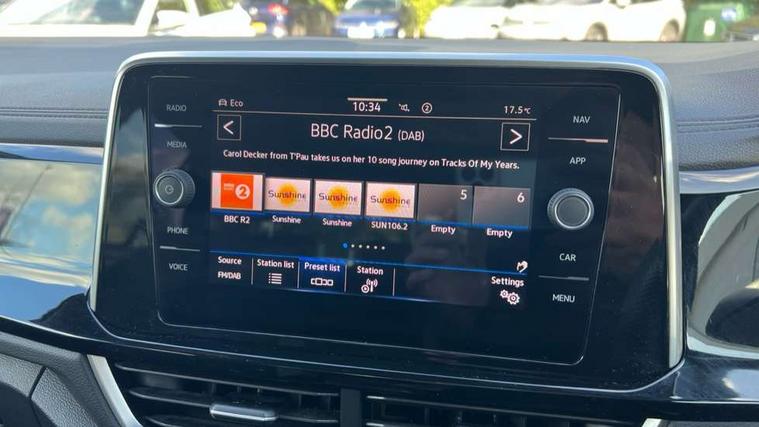 RADIO
MEDIA
PHONE
VOICE
Eco 10:34 2 17.5°C
< BBC Radio2 (DAB) >
Carol Decker from T'Pau takes us on her 10 song journey on Tracks Of My Years.
2 Sunshine Sunshine Sunshine 5 6
BBC R2 Sunshine Sunshine SUN106.2 Empty Empty
Source Station list Preset list Station Settings
FM/DAB
NAV
APP
CAR
MENU